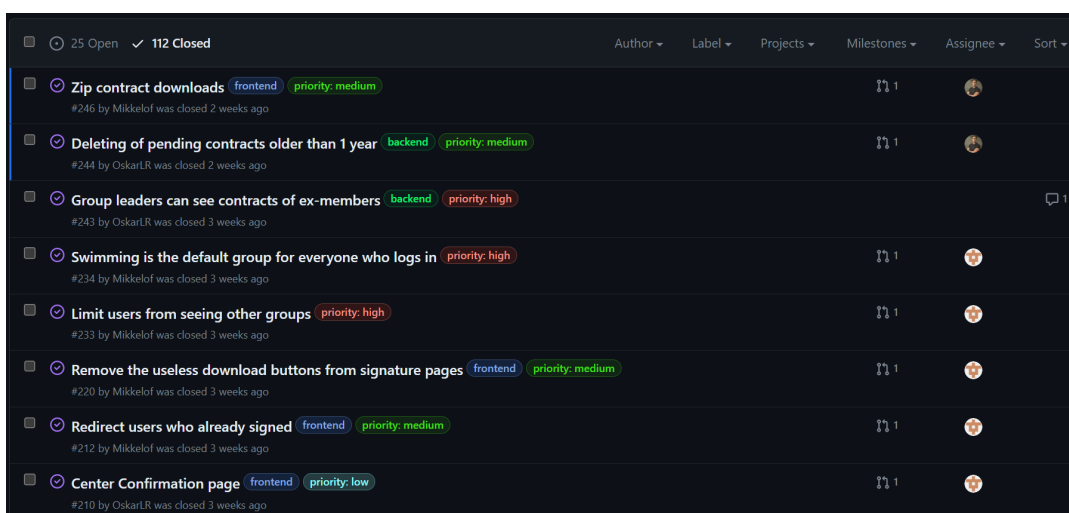 25 Open 112 Closed Author Label Projects Milestones Assignee Sort
Zip contract downloads frontend priority: medium 1
#246 by Mikkelof was closed 2 weeks ago
Deleting of pending contracts older than 1 year backend priority: medium 1
#244 by OskarLR was closed 2 weeks ago
Group leaders can see contracts of ex-members backend priority: high 1
#243 by OskarLR was closed 3 weeks ago
Swimming is the default group for everyone who logs in priority: high 1
#234 by Mikkelof was closed 3 weeks ago
Limit users from seeing other groups priority: high 1
#233 by Mikkelof was closed 3 weeks ago
Remove the useless download buttons from signature pages frontend priority: medium 1
#220 by Mikkelof was closed 3 weeks ago
Redirect users who already signed frontend priority: medium 1
#212 by Mikkelof was closed 3 weeks ago
Center Confirmation page frontend priority: low 1
#210 by OskarLR was closed 3 weeks ago